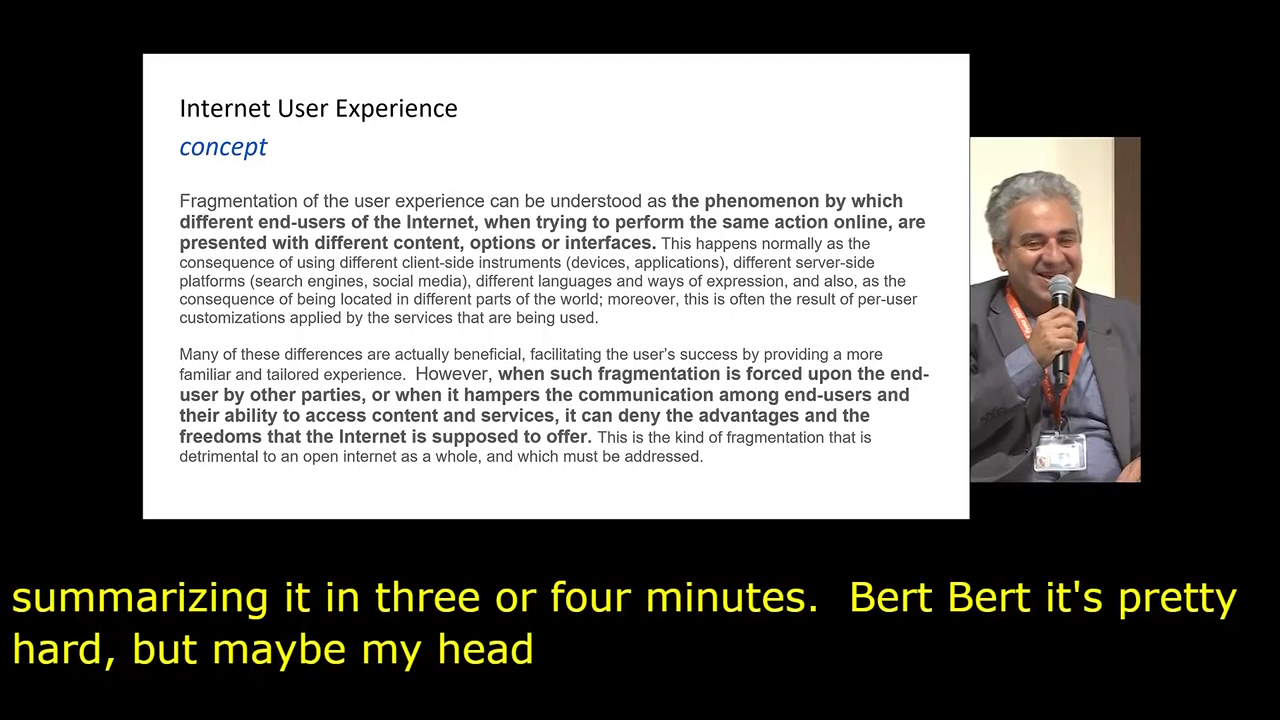 Internet User Experience
concept
Fragmentation of the user experience can be understood as the phenomenon by which
different end-users of the Internet, when trying to perform the same action online, are
presented with different content, options or interfaces. This happens normally as the
consequence of using different client-side instruments (devices, applications), different server-side
platforms (search engines, social media), different languages and ways of expression, and also, as the
consequence of being located in different parts of the world; moreover, this is often the result of per-user
customizations applied by the services that are being used.
Many of these differences are actually beneficial, facilitating the user's success by providing a more
familiar and tailored experience. However, when such fragmentation is forced upon the end-
user by other parties, or when it hampers the communication among end-users and
their ability to access content and services, it can deny the advantages and the
freedoms that the Internet is supposed to offer. This is the kind of fragmentation that is
detrimental to an open internet as a whole, and which must be addressed.
summarizing it in three or four minutes.  Bert Bert it's pretty
hard, but maybe my head